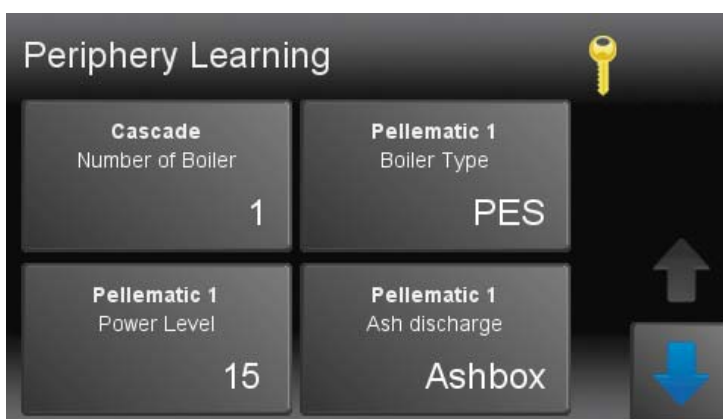 Periphery Learning
Cascade
Number of Boiler
1
Pellematic 1
Boiler Type
PES
Pellematic 1
Power Level
15
Pellematic 1
Ash discharge
Ashbox